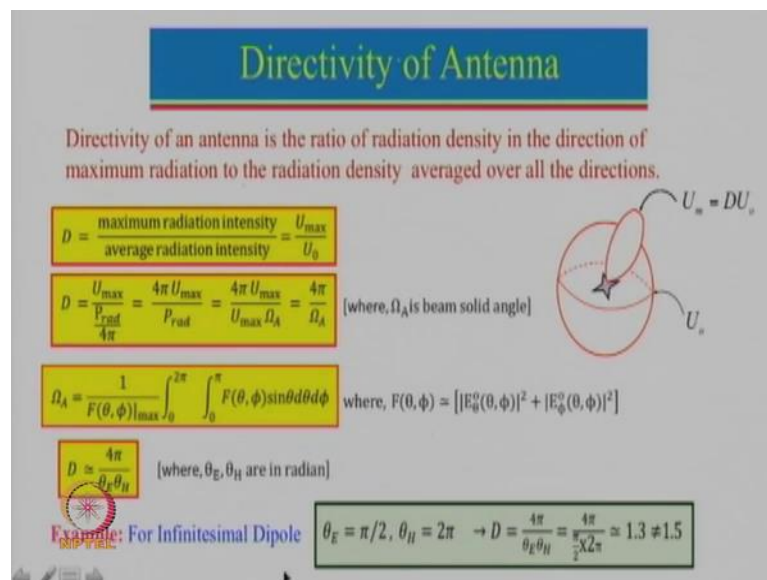 Directivity of Antenna
Directivity of an antenna is the ratio of radiation density in the direction of
maximum radiation to the radiation density averaged over all the directions.
D = maximum radiation intensity / average radiation intensity = U_max / U_0
U_m = DU_o
U_o
D = U_max / (P_rad / 4π) = 4π U_max / P_rad = 4π U_max / U_max Ω_A = 4π / Ω_A [where, Ω_A is beam solid angle]
Ω_A = 1 / F(θ,ϕ)|_max ∫_0^2π ∫_0^π F(θ,ϕ)sinθdθdϕ where, F(θ,ϕ) ≃ [|E_θ^o(θ,ϕ)|² + |E_ϕ^o(θ,ϕ)|²]
D ≃ 4π / θ_E θ_H [where, θ_E, θ_H are in radian]
Example: For Infinitesimal Dipole θ_E = π/2, θ_H = 2π → D = 4π / θ_E θ_H = 4π / (π/2 x2π) ≃ 1.3 ≠1.5
NPTEL